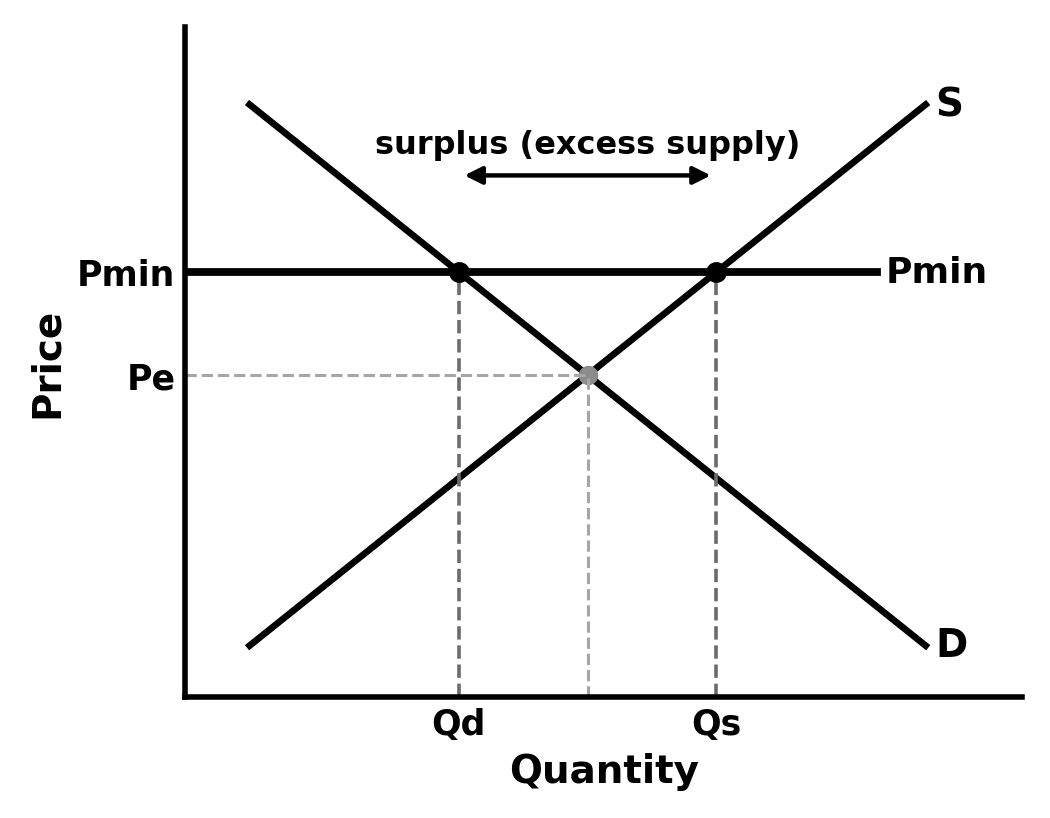 S
surplus (excess supply)
Pmin
Pmin
Pe
Price
D
Qd
Qs
Quantity